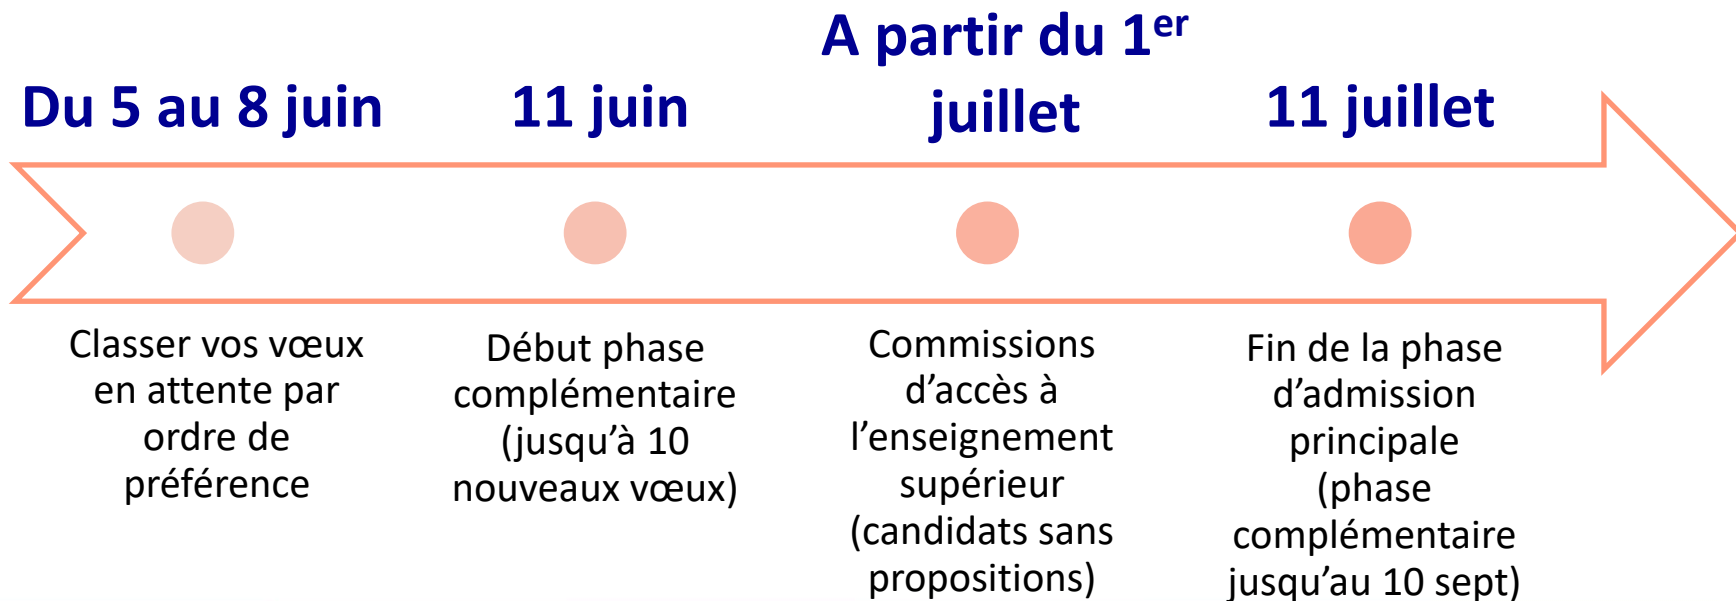 Du 5 au 8 juin
11 juin
A partir du 1er
juillet
11 juillet
Classer vos vœux
en attente par
ordre de
préférence
Début phase
complémentaire
(jusqu’à 10
nouveaux vœux)
Commissions
d’accès à
l’enseignement
supérieur
(candidats sans
propositions)
Fin de la phase
d’admission
principale
(phase
complémentaire
jusqu’au 10 sept)